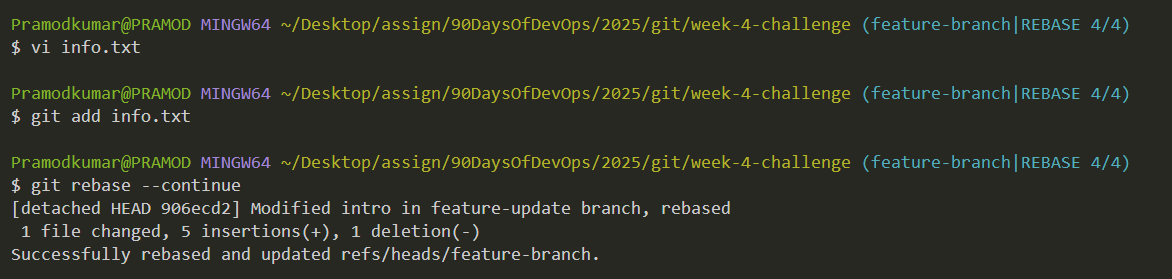 Pramodkumar@PRAMOD MINGW64 ~/Desktop/assign/90DaysOfDevOps/2025/git/week-4-challenge (feature-branch|REBASE 4/4)
$ vi info.txt
Pramodkumar@PRAMOD MINGW64 ~/Desktop/assign/90DaysOfDevOps/2025/git/week-4-challenge (feature-branch|REBASE 4/4)
$ git add info.txt
Pramodkumar@PRAMOD MINGW64 ~/Desktop/assign/90DaysOfDevOps/2025/git/week-4-challenge (feature-branch|REBASE 4/4)
$ git rebase --continue
[detached HEAD 906ecd2] Modified intro in feature-update branch, rebased
 1 file changed, 5 insertions(+), 1 deletion(-)
Successfully rebased and updated refs/heads/feature-branch.